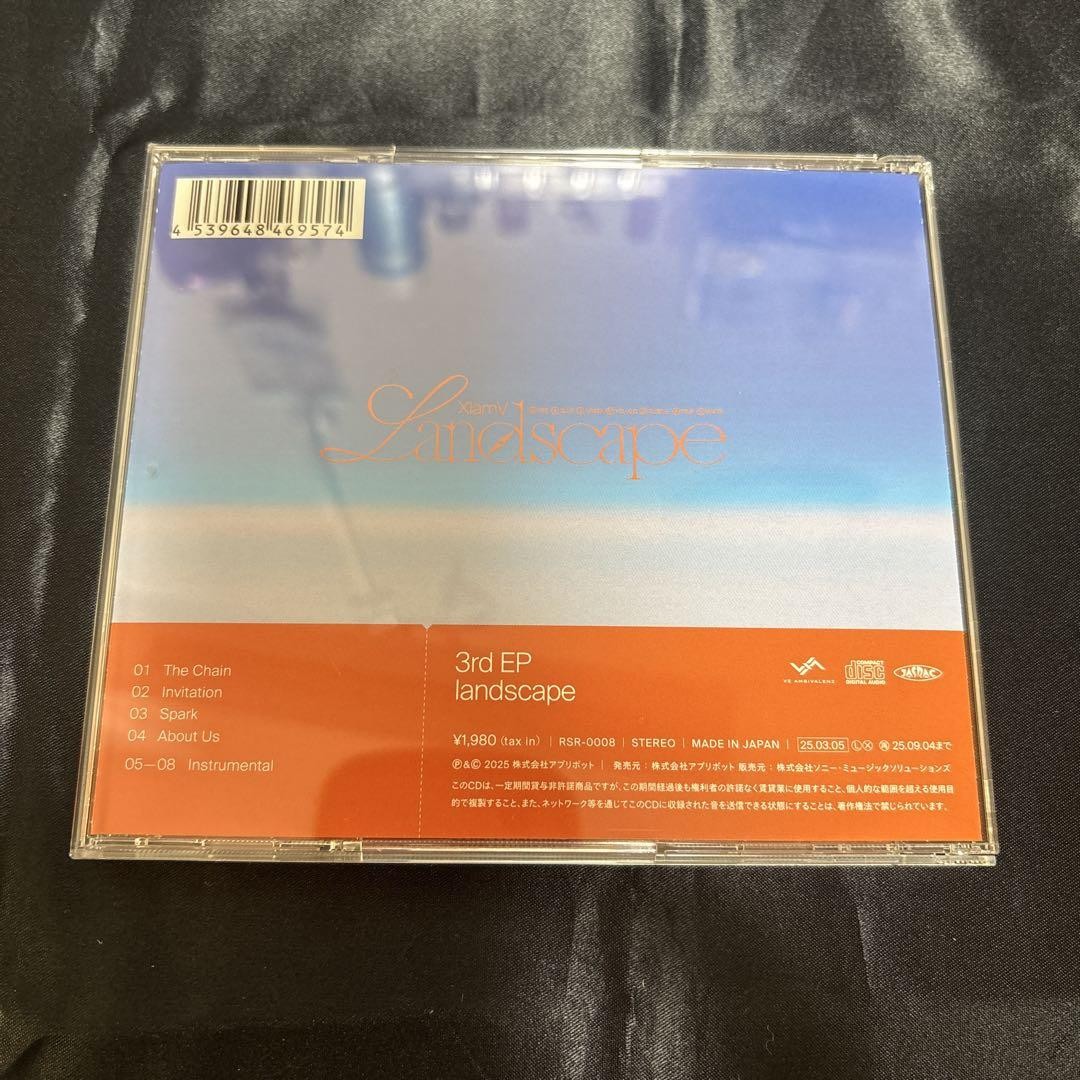 4 539648 469574
XlamV
Landscape
01 The Chain
02 Invitation
03 Spark
04 About Us
05—08 Instrumental
3rd EP
landscape
VE AMBIVALENZ
COMPACT
disc
DIGITAL AUDIO
JASRAC
¥1,980 (tax in) | RSR-0008 | STEREO | MADE IN JAPAN | 25.03.05 Ⓛ Ⓧ 再 25.09.04まで
Ⓟ&© 2025 株式会社アプリボット | 発売元：株式会社アプリボット 販売元：株式会社ソニー・ミュージックソリューションズ
このCDは、一定期間貸与非許諾商品ですが、この期間経過後も権利者の許諾なく賃貸業に使用すること、個人的な範囲を超える使用目
的で複製すること、また、ネットワーク等を通じてこのCDに収録された音を送信できる状態にすることは、著作権法で禁じられています。